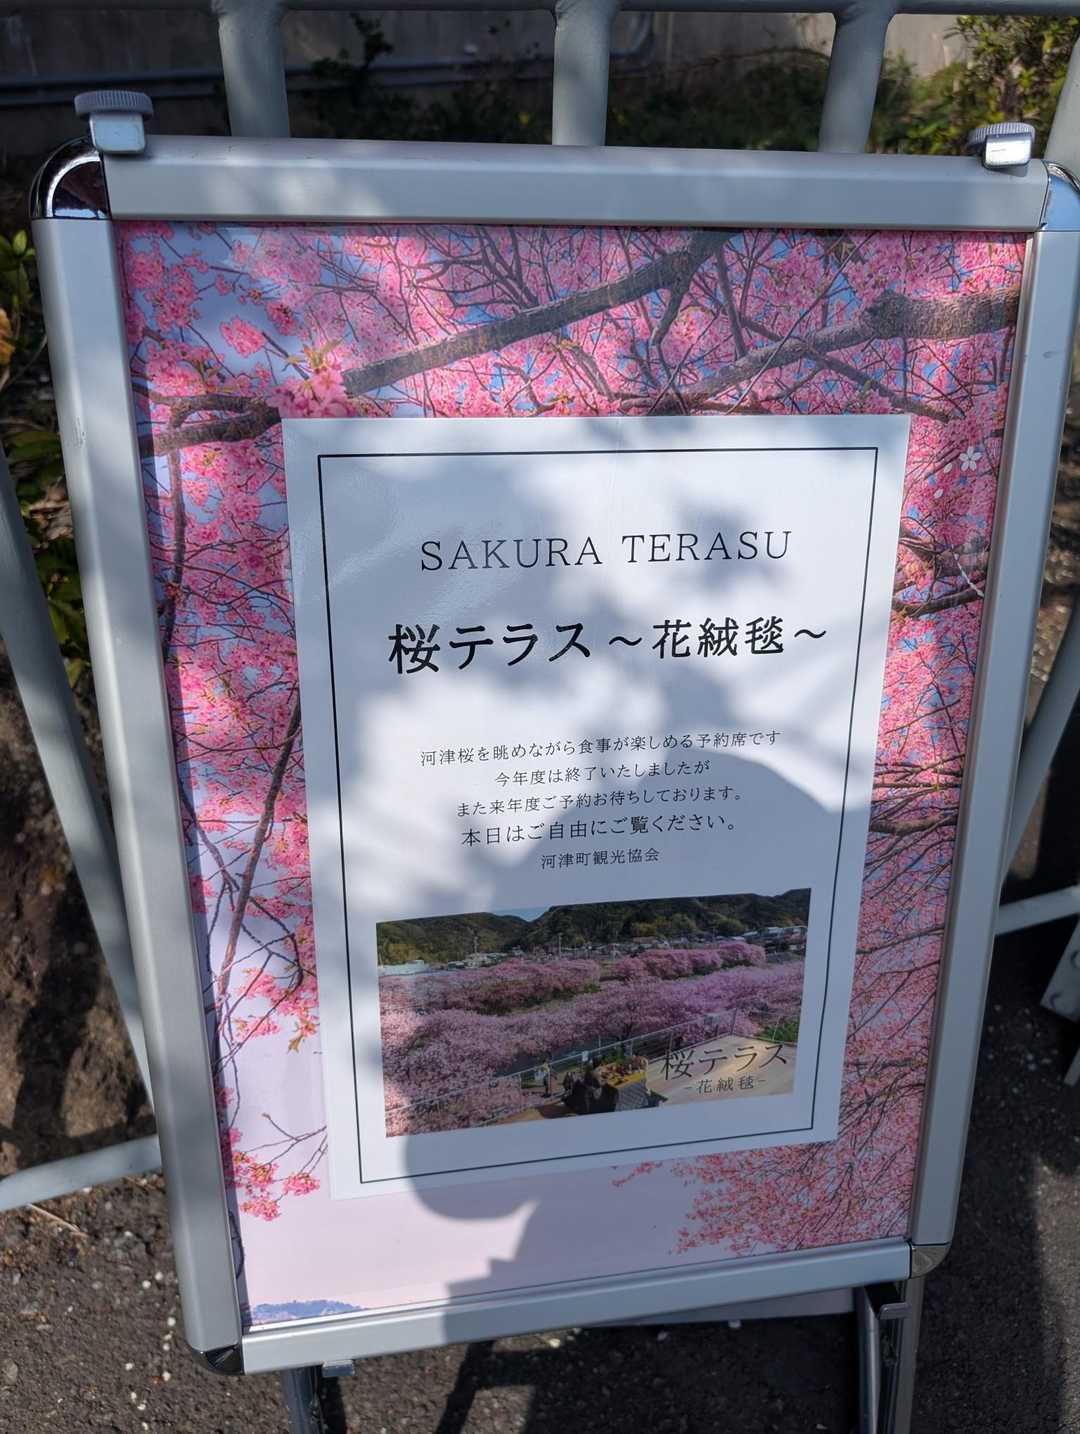 SAKURA TERASU
桜テラス～花絨毯～
河津桜を眺めながら食事が楽しめる予約席です
今年度は終了いたしましたが
また来年度ご予約お待ちしております。
本日はご自由にご覧ください。
河津町観光協会
桜テラス
-花絨毯-